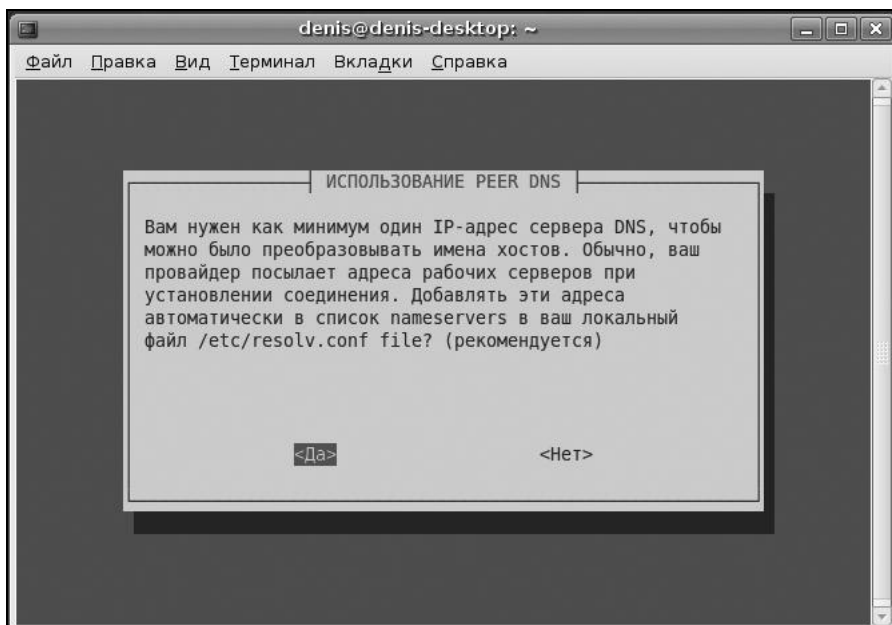 denis@denis-desktop: ~
Файл Правка Вид Терминал Вкладки Справка
ИСПОЛЬЗОВАНИЕ PEER DNS
Вам нужен как минимум один IP-адрес сервера DNS, чтобы
можно было преобразовывать имена хостов. Обычно, ваш
провайдер посылает адреса рабочих серверов при
установлении соединения. Добавлять эти адреса
автоматически в список nameservers в ваш локальный
файл /etc/resolv.conf file? (рекомендуется)
<Да> <Нет>